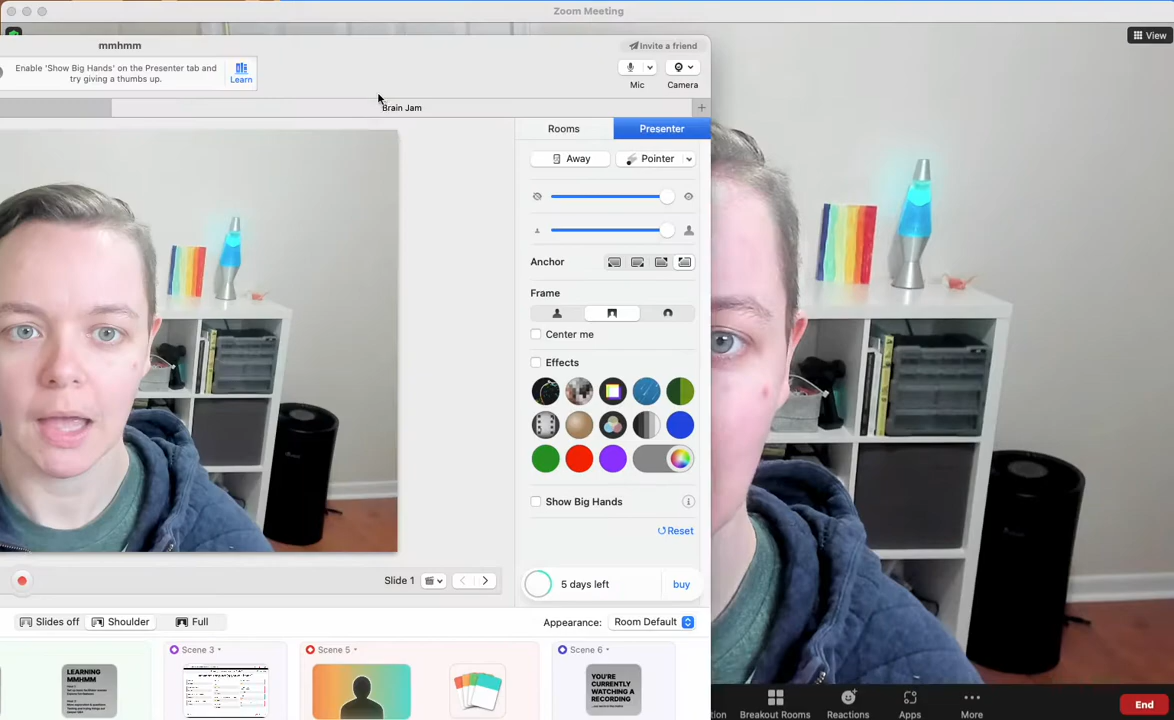 Zoom Meeting
View
mmhmm
Invite a friend
Enable 'Show Big Hands' on the Presenter tab and
try giving a thumbs up.
Learn
Mic
Camera
Brain Jam
Rooms
Presenter
Away
Pointer
Anchor
Frame
Center me
Effects
Show Big Hands
Reset
5 days left
buy
Slide 1
Slides off
Shoulder
Full
Appearance:
Room Default
Scene 3
Scene 5
Scene 6
LEARNING
MMHMM
YOU'RE
CURRENTLY
WATCHING A
RECORDING
tion
Breakout Rooms
Reactions
Apps
More
End